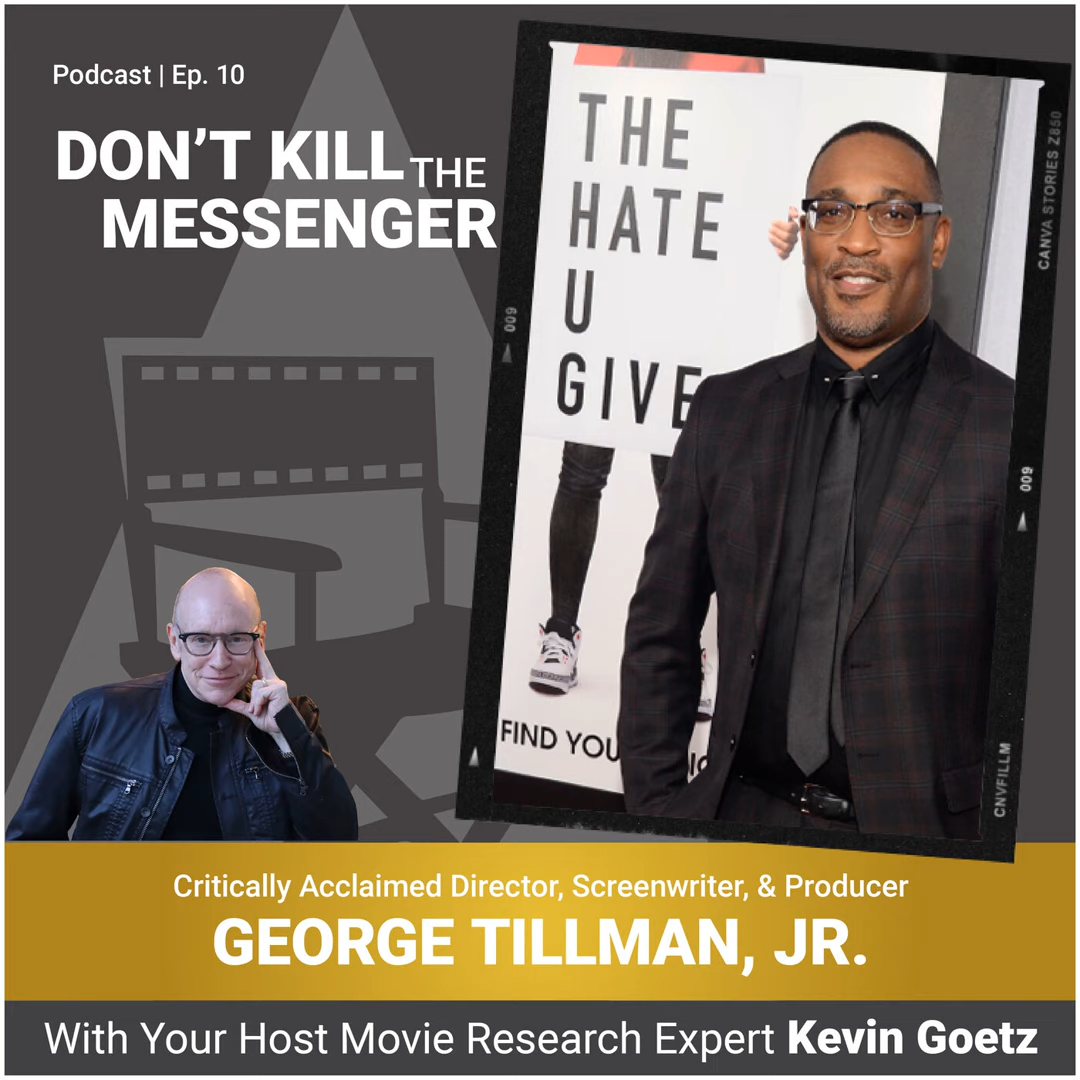 Podcast | Ep. 10
DON'T KILL THE
MESSENGER
THE
HATE
U
GIVE
FIND YOU
CANVA STORIES Z850
009
009
CNVFILLM
Critically Acclaimed Director, Screenwriter, & Producer
GEORGE TILLMAN, JR.
With Your Host Movie Research Expert Kevin Goetz